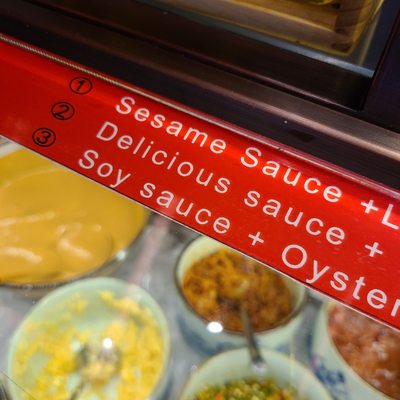 ① Sesame Sauce +L
② Delicious sauce +
③ Soy sauce + Oyster